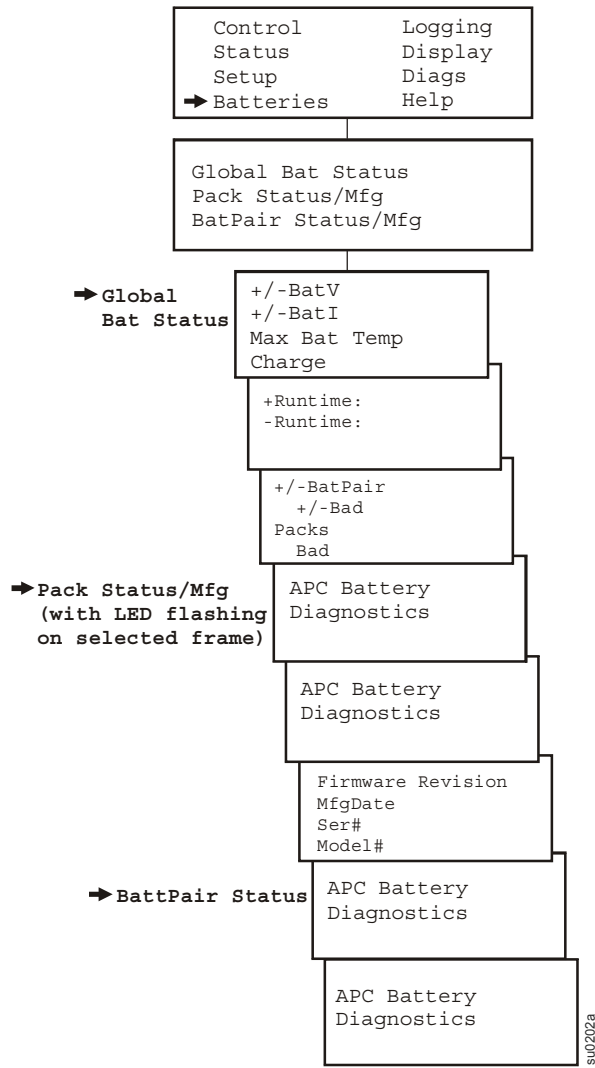 Control Logging
Status Display
Setup Diags
Batteries Help
Global Bat Status
Pack Status/Mfg
BatPair Status/Mfg
Global
Bat Status
+/-BatV
+/-BatI
Max Bat Temp
Charge
+Runtime:
-Runtime:
+/-BatPair
+/-Bad
Packs
Bad
Pack Status/Mfg
(with LED flashing
on selected frame)
APC Battery
Diagnostics
APC Battery
Diagnostics
Firmware Revision
MfgDate
Ser#
Model#
BattPair Status
APC Battery
Diagnostics
APC Battery
Diagnostics
su0202a